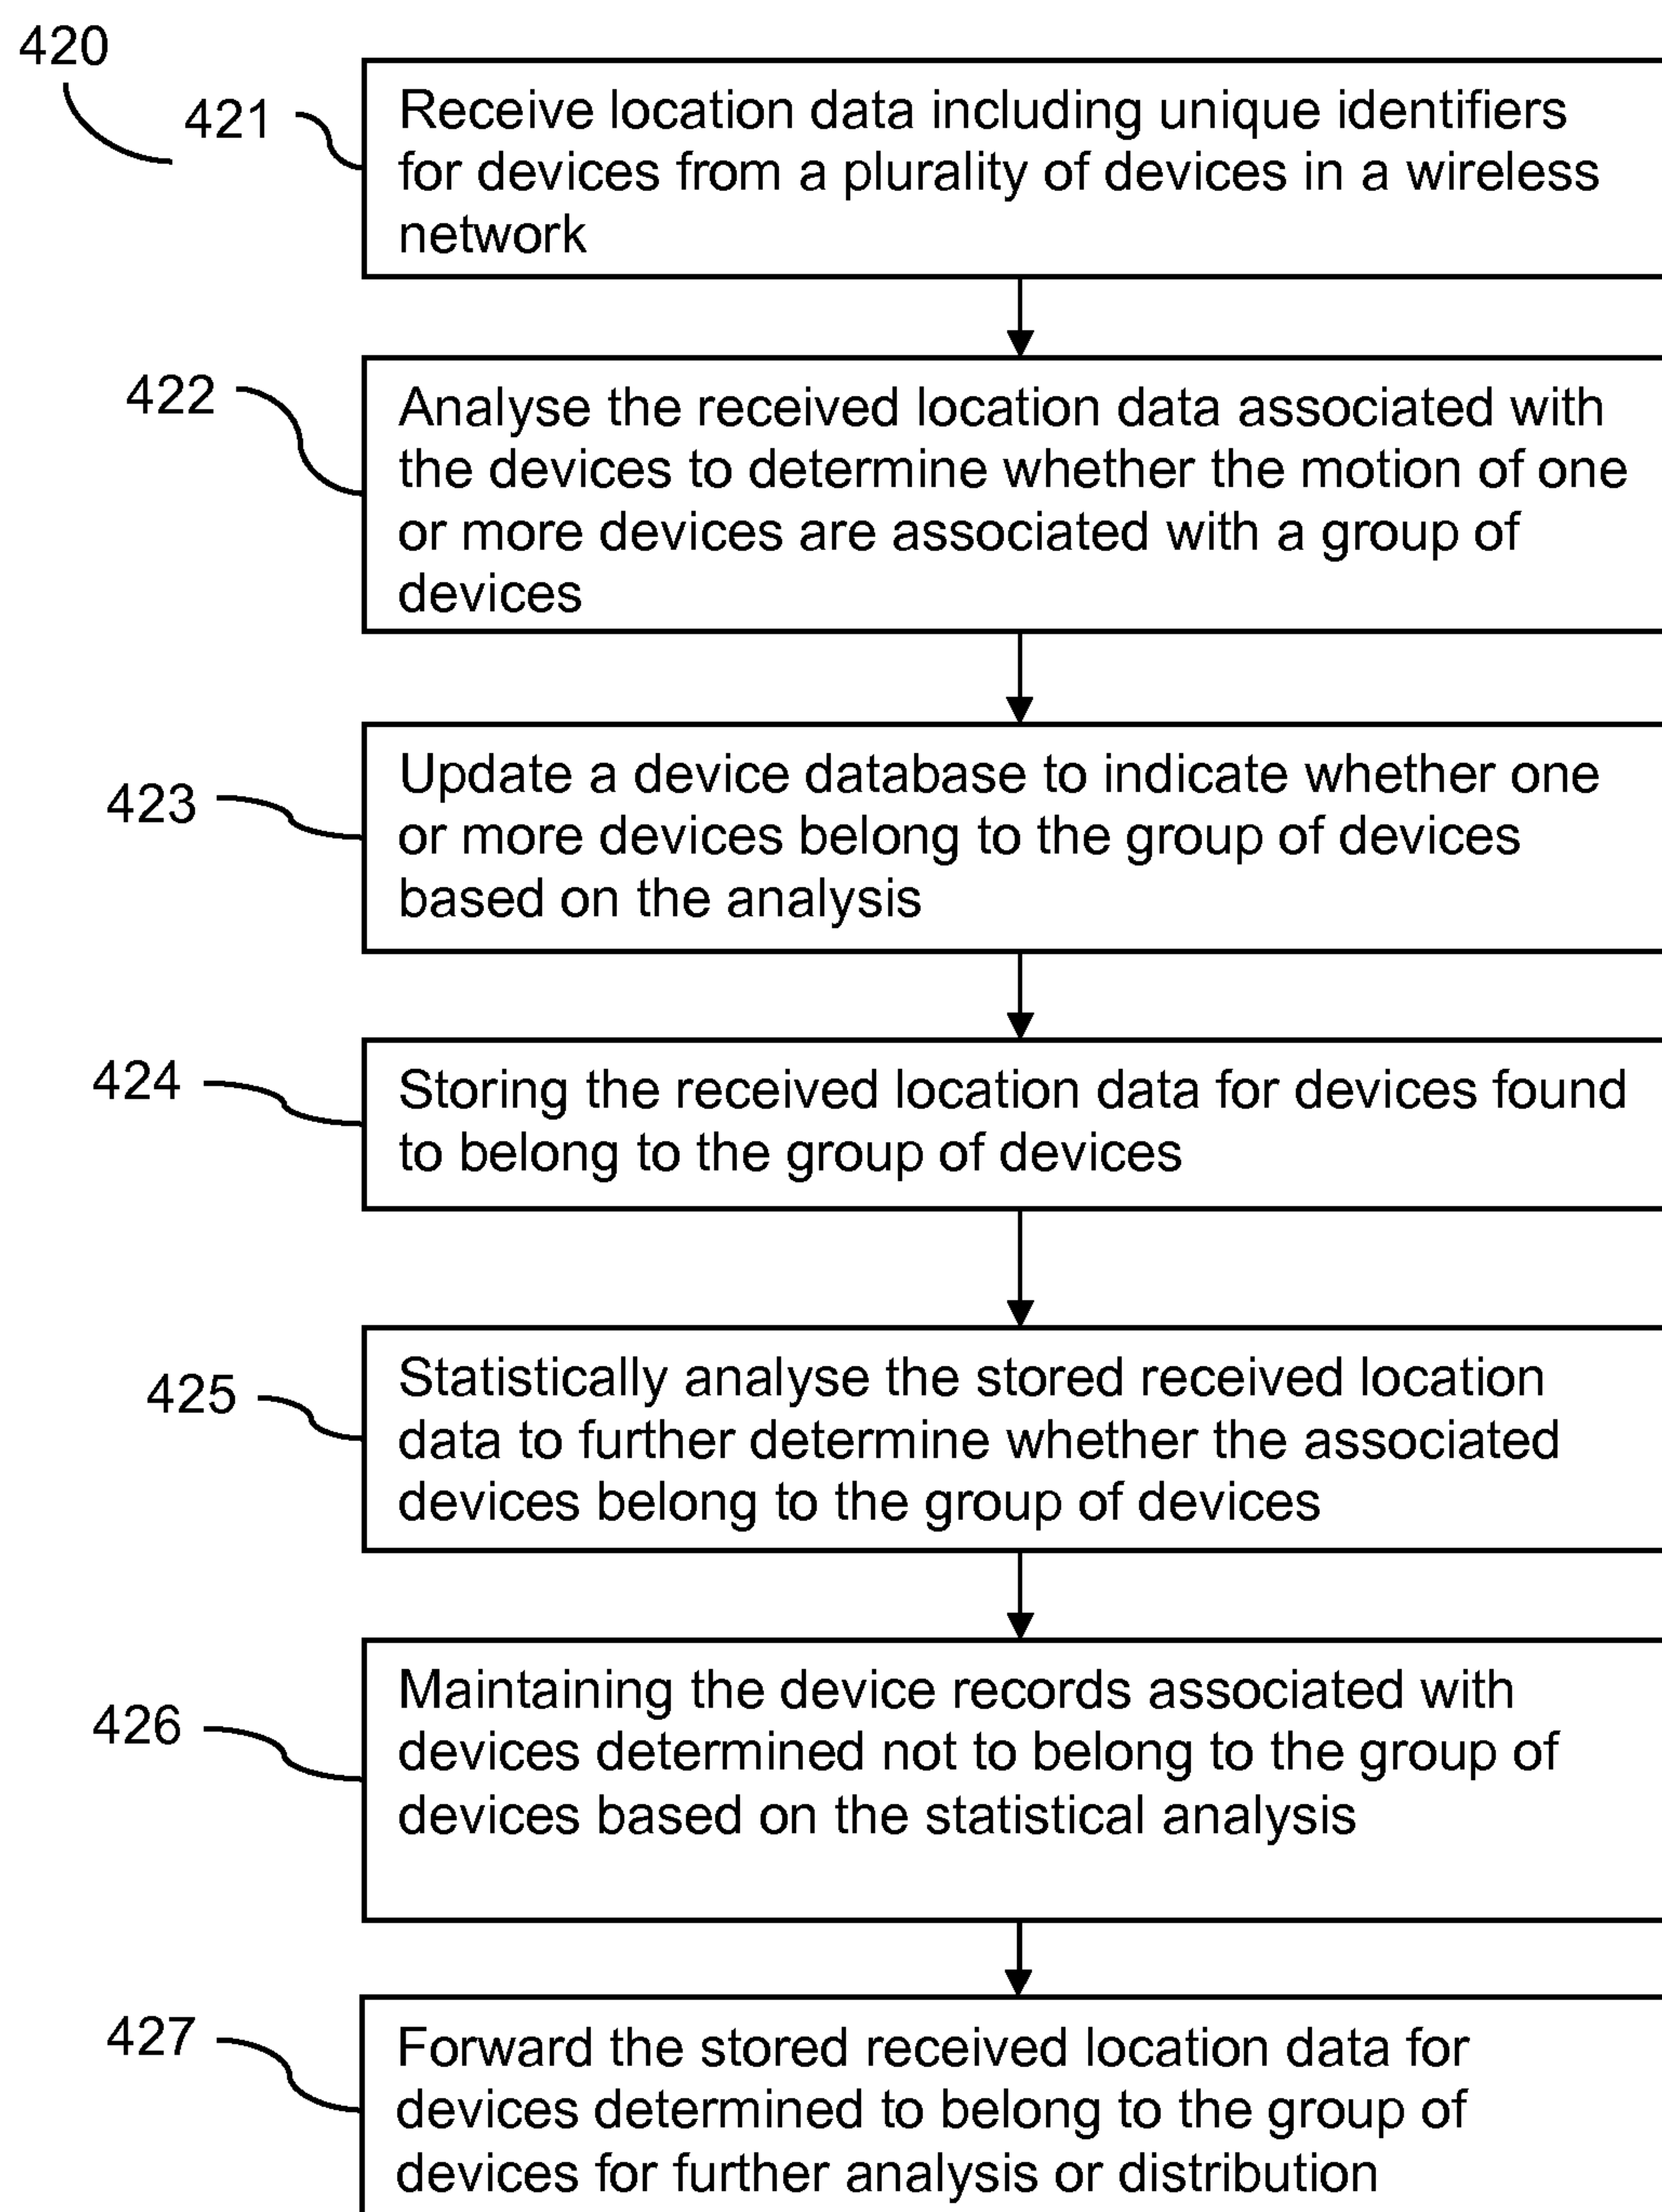 420
421
Receive location data including unique identifiers
for devices from a plurality of devices in a wireless
network
422
Analyse the received location data associated with
the devices to determine whether the motion of one
or more devices are associated with a group of
devices
423
Update a device database to indicate whether one
or more devices belong to the group of devices
based on the analysis
424
Storing the received location data for devices found
to belong to the group of devices
425
Statistically analyse the stored received location
data to further determine whether the associated
devices belong to the group of devices
426
Maintaining the device records associated with
devices determined not to belong to the group of
devices based on the statistical analysis
427
Forward the stored received location data for
devices determined to belong to the group of
devices for further analysis or distribution